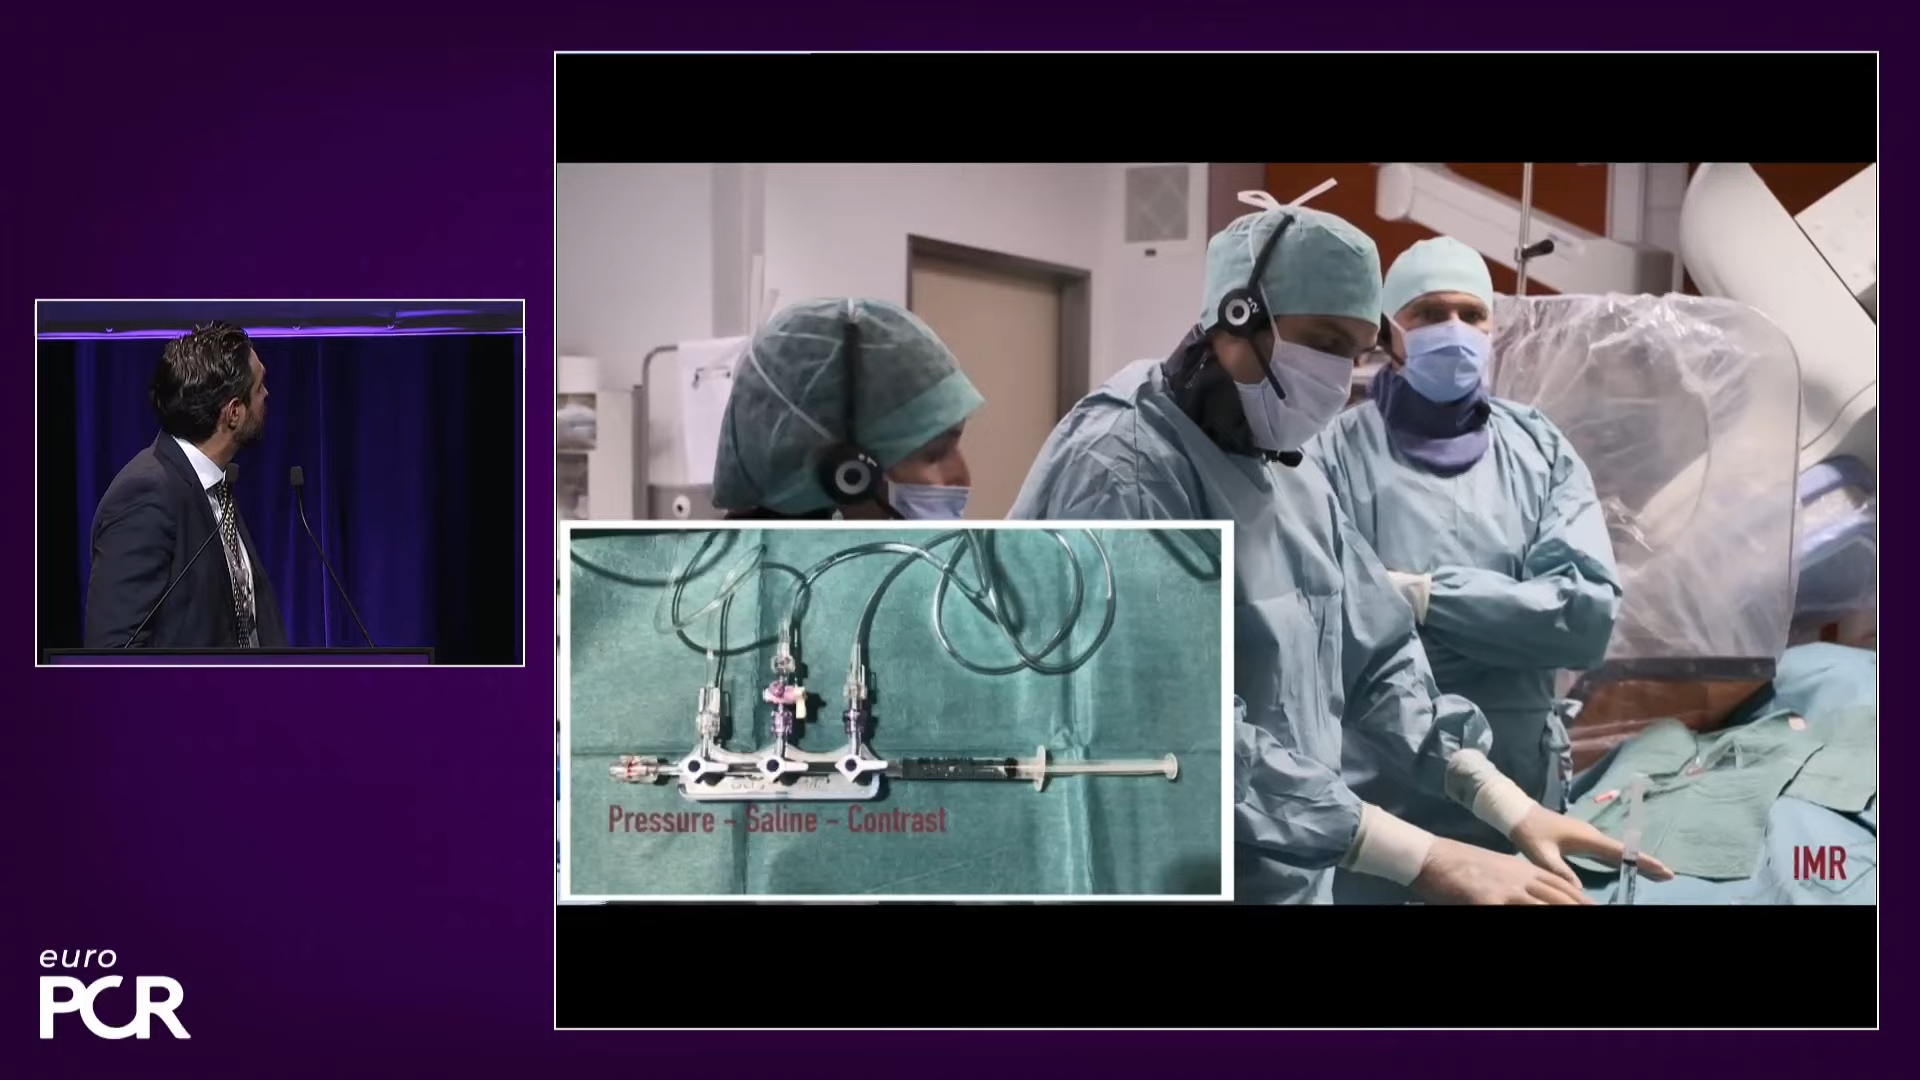 Pressure - Saline - Contrast
IMR
euro
PCR